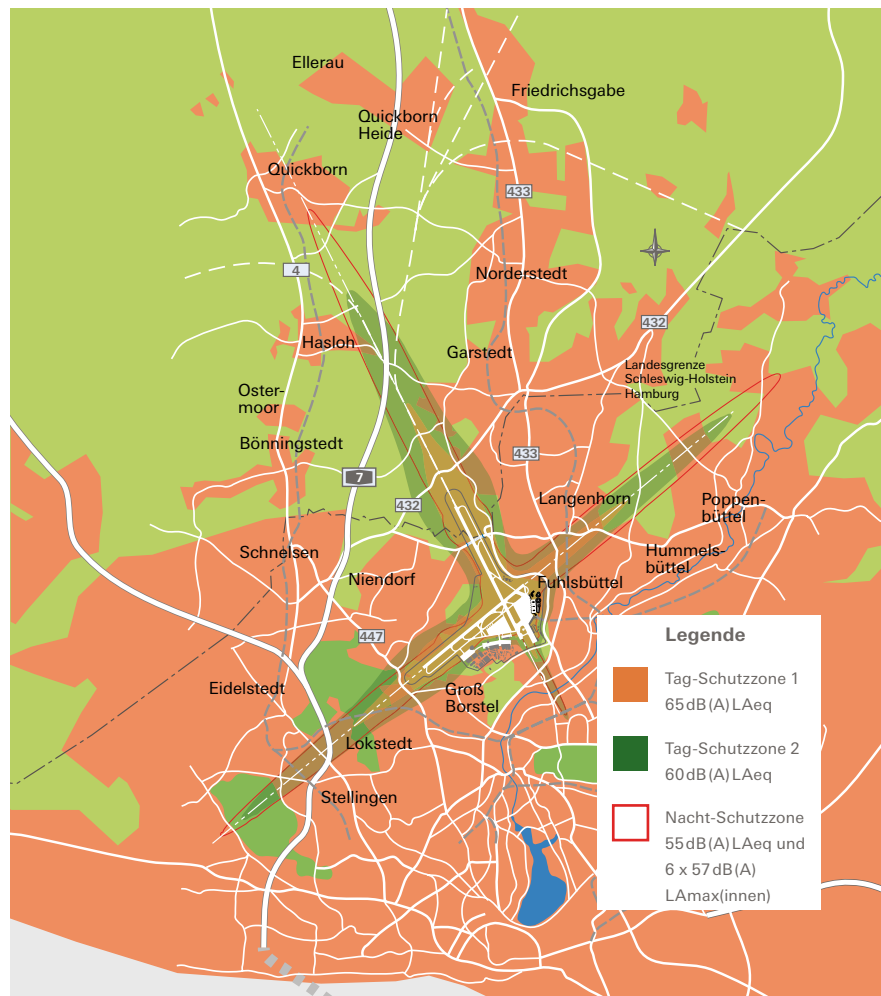 Ellerau
Friedrichsgabe
Quickborn
Heide
Quickborn
433
4
Norderstedt
432
Hasloh
Garstedt
Landesgrenze
Schleswig-Holstein
Hamburg
Oster-
moor
Bönningstedt
433
7
432
Langenhorn
Poppen-
büttel
Schnelsen
Hummels-
büttel
Niendorf
Fuhlsbüttel
447
Eidelstedt
Groß
Borstel
Lokstedt
Stellingen
Legende
Tag-Schutzzone 1
65 dB (A) LAeq
Tag-Schutzzone 2
60 dB (A) LAeq
Nacht-Schutzzone
55 dB (A) LAeq und
6 x 57 dB (A)
LAmax(innen)